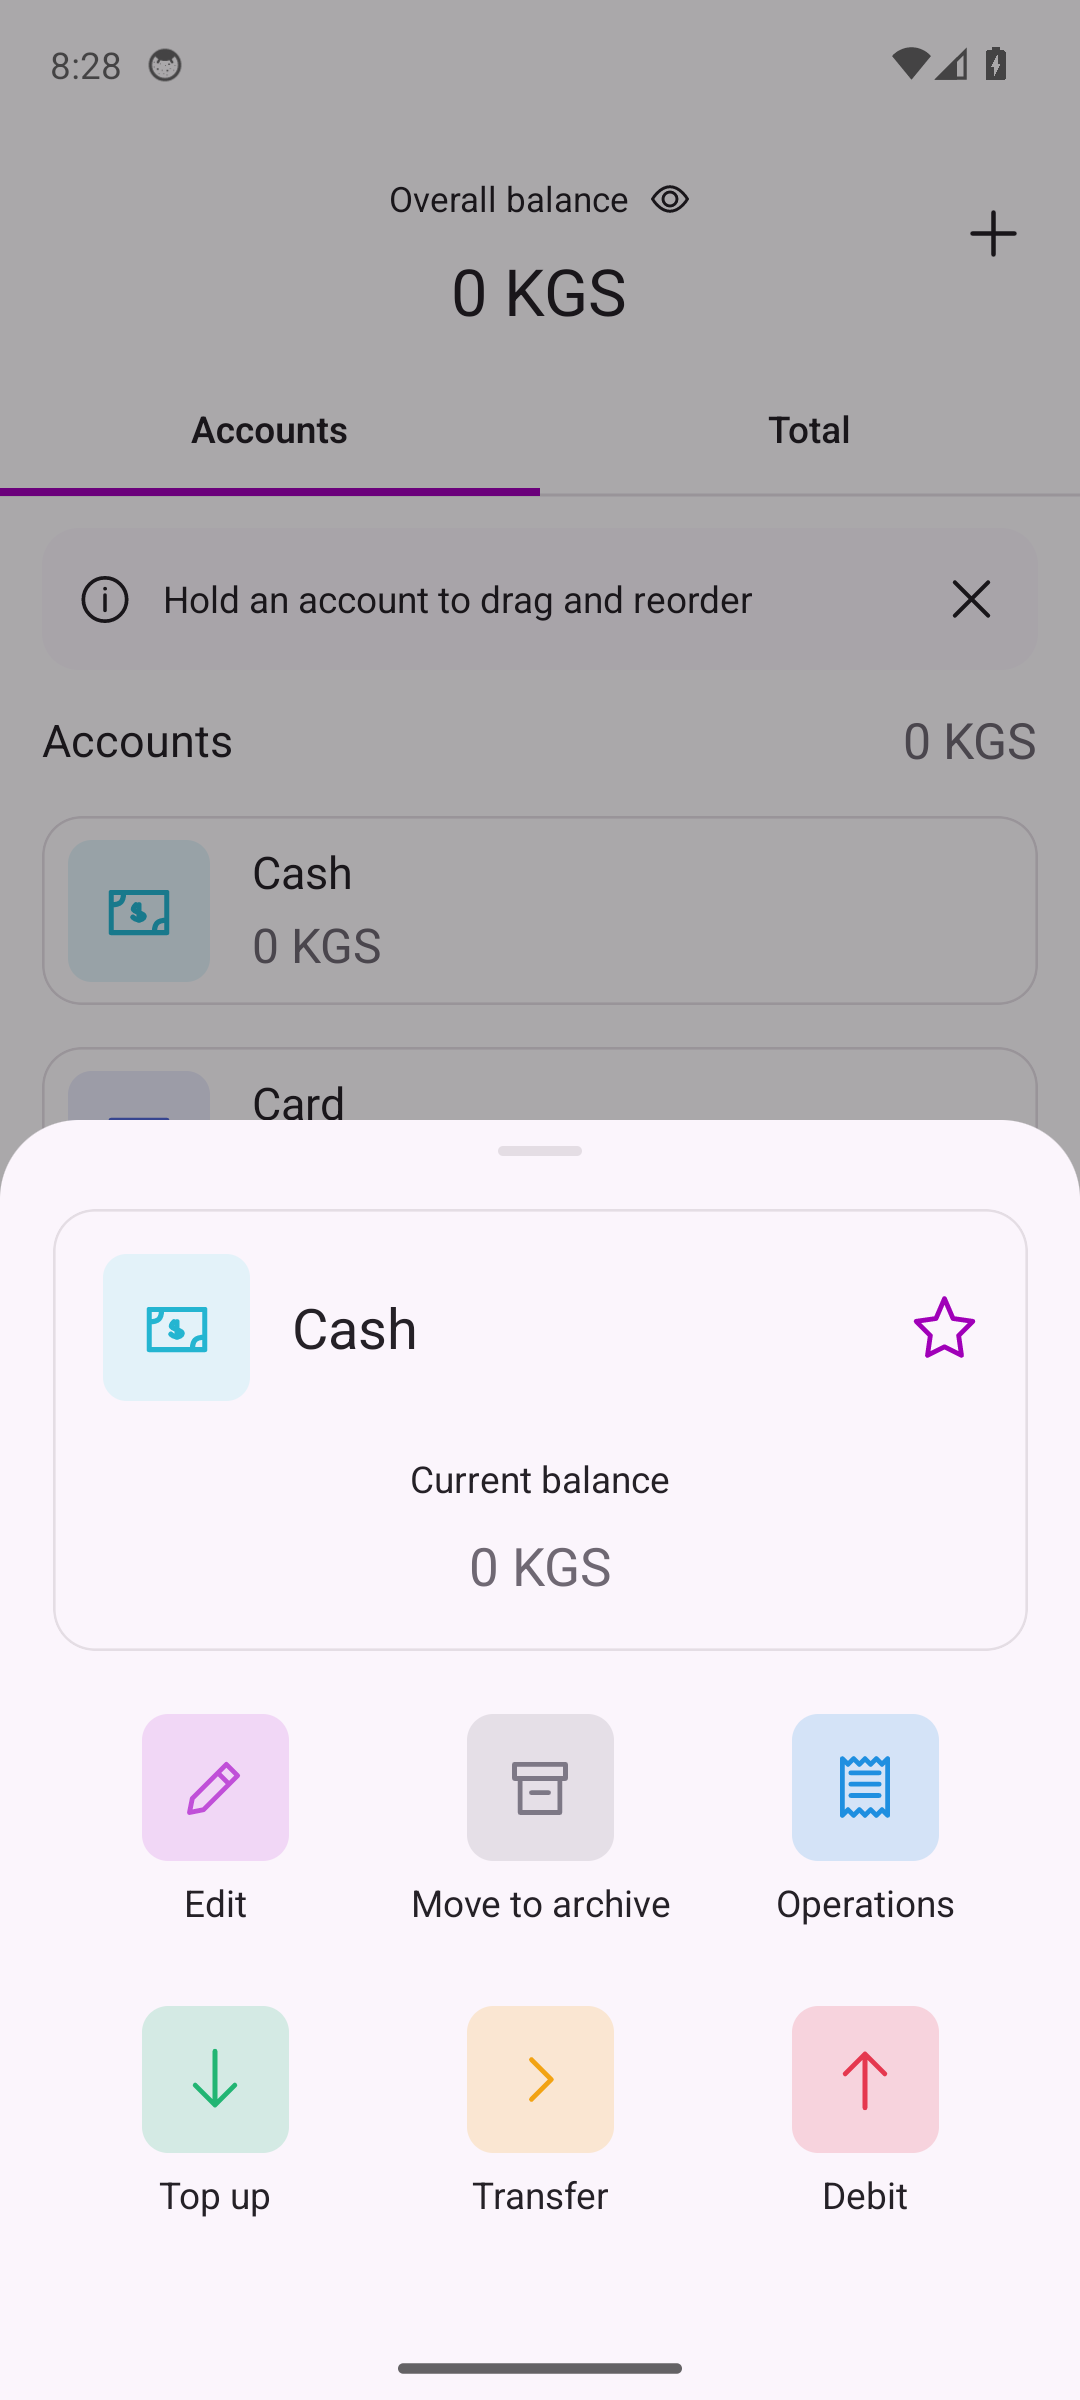 8:28
Overall balance
0 KGS
Accounts
Total
Hold an account to drag and reorder
Accounts
0 KGS
Cash
0 KGS
Card
Cash
Current balance
0 KGS
Edit
Move to archive
Operations
Top up
Transfer
Debit